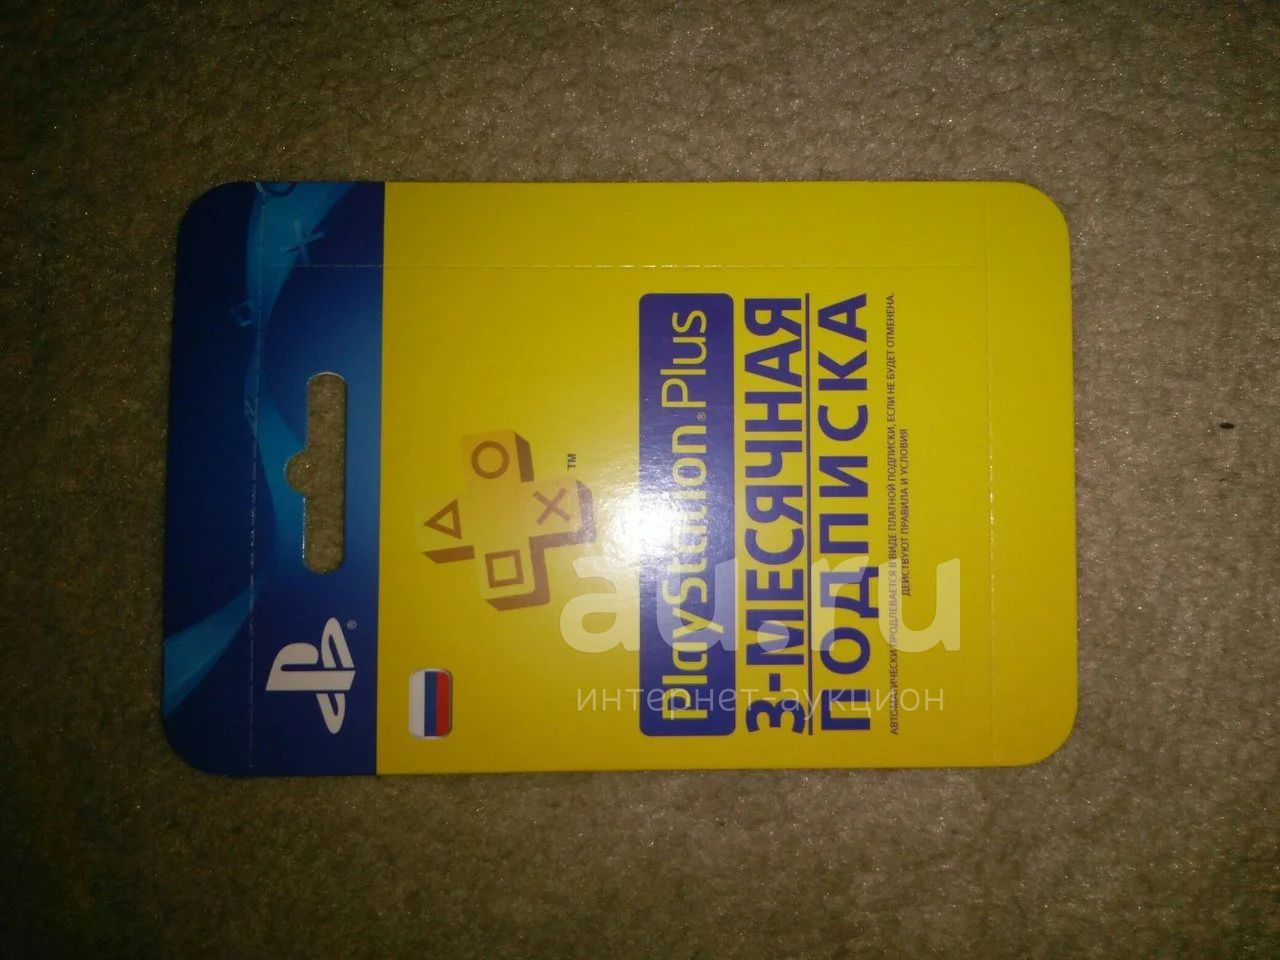 TM
PlayStation®Plus
3-МЕСЯЧНАЯ
ПОДПИСКА
АВТОМАТИЧЕСКИ ПРОДЛЕВАЕТСЯ В ВИДЕ ПЛАТНОЙ ПОДПИСКИ, ЕСЛИ НЕ БУДЕТ ОТМЕНЕНА.
ДЕЙСТВУЮТ ПРАВИЛА И УСЛОВИЯ
au.ru
интернет-аукцион